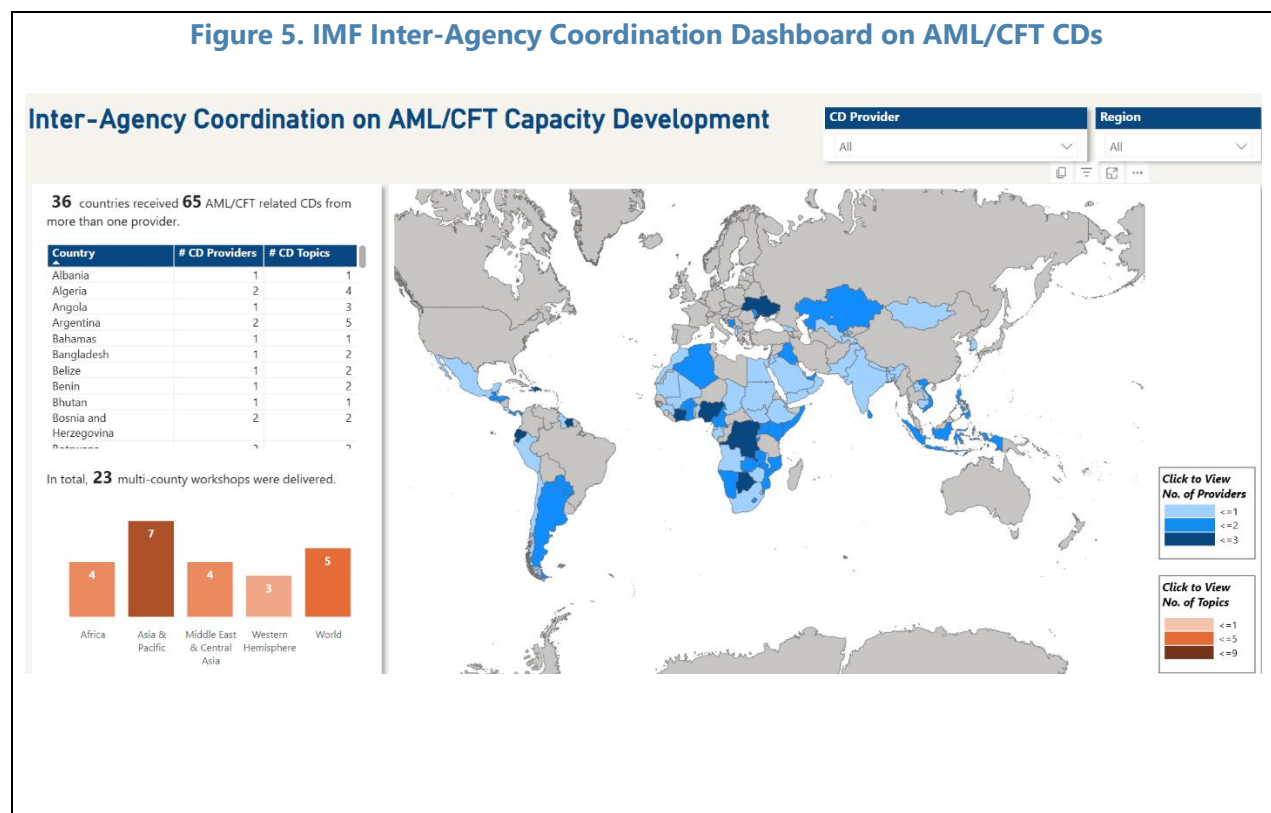 Figure 5. IMF Inter-Agency Coordination Dashboard on AML/CFT CDs
Inter-Agency Coordination on AML/CFT Capacity Development
CD Provider
All
Region
All
36 countries received 65 AML/CFT related CDs from
more than one provider.
Country # CD Providers # CD Topics
Albania 1 1
Algeria 2 4
Angola 1 3
Argentina 2 5
Bahamas 1 1
Bangladesh 1 2
Belize 1 2
Benin 1 2
Bhutan 1 1
Bosnia and 2 2
Herzegovina
In total, 23 multi-county workshops were delivered.
4
7
4
3
5
Africa
Asia &
Pacific
Middle East
& Central
Asia
Western
Hemisphere
World
Click to View
No. of Providers
<=1
<=2
<=3
Click to View
No. of Topics
<=1
<=5
<=9